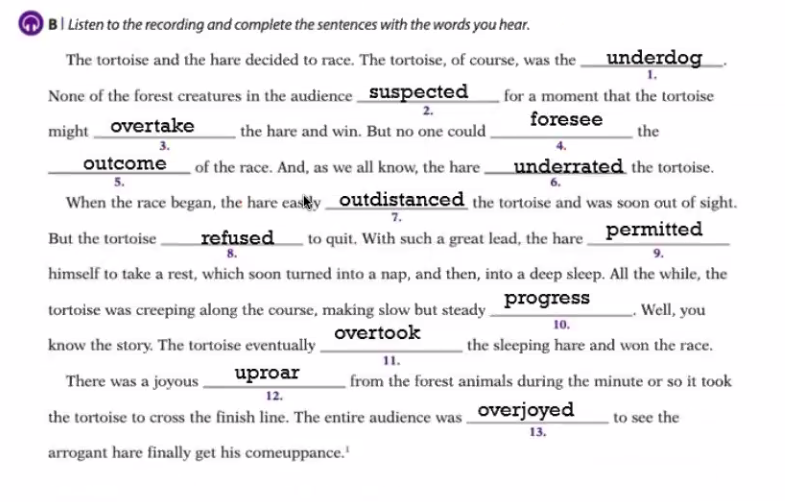 B | Listen to the recording and complete the sentences with the words you hear.
The tortoise and the hare decided to race. The tortoise, of course, was the underdog.
1.
None of the forest creatures in the audience suspected for a moment that the tortoise
2.
might overtake the hare and win. But no one could foresee the
3. 4.
outcome of the race. And, as we all know, the hare underrated the tortoise.
5. 6.
When the race began, the hare easily outdistanced the tortoise and was soon out of sight.
7.
But the tortoise refused to quit. With such a great lead, the hare permitted
8. 9.
himself to take a rest, which soon turned into a nap, and then, into a deep sleep. All the while, the
tortoise was creeping along the course, making slow but steady progress. Well, you
10.
know the story. The tortoise eventually overtook the sleeping hare and won the race.
11.
There was a joyous uproar from the forest animals during the minute or so it took
12.
the tortoise to cross the finish line. The entire audience was overjoyed to see the
13.
arrogant hare finally get his comeuppance.¹